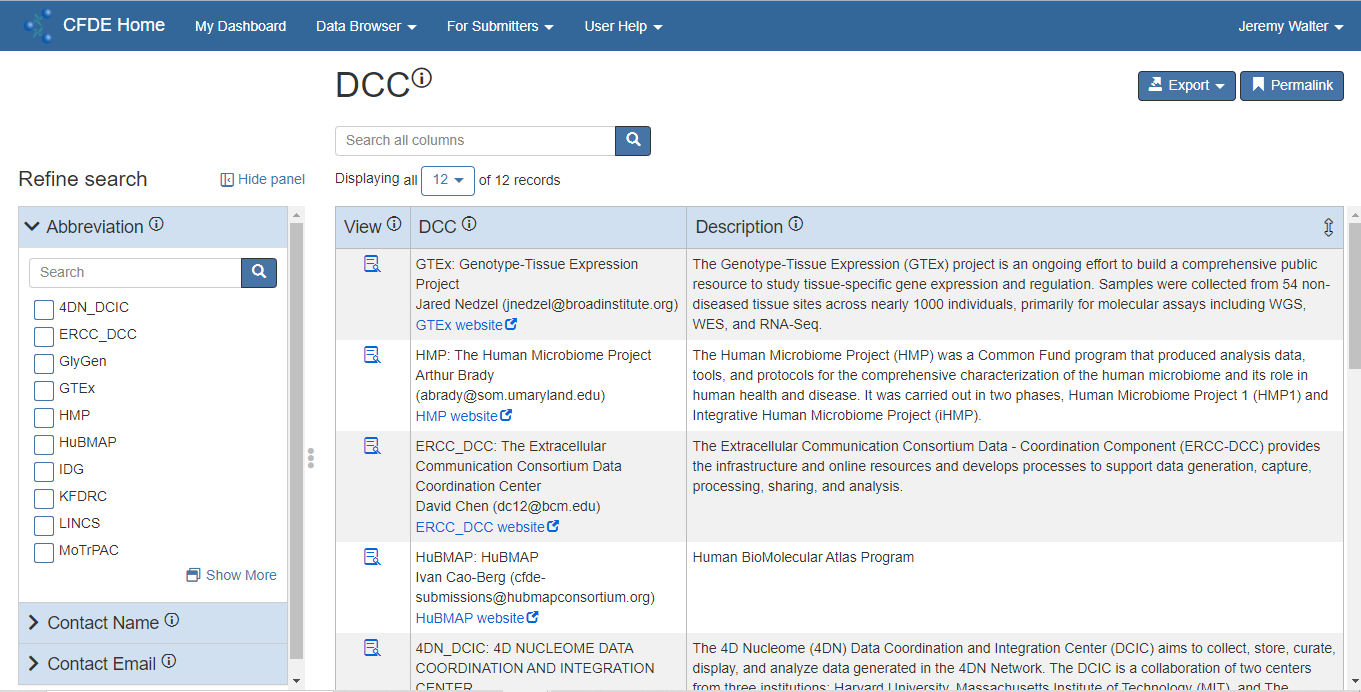 CFDE Home My Dashboard Data Browser For Submitters User Help Jeremy Walter
DCC
Export Permalink
Search all columns
Refine search Hide panel
Displaying all 12 of 12 records
Abbreviation
Search
4DN_DCIC
ERCC_DCC
GlyGen
GTEx
HMP
HuBMAP
IDG
KFDRC
LINCS
MoTrPAC
Show More
Contact Name
Contact Email
View DCC Description
GTEx: Genotype-Tissue Expression
Project
Jared Nedzel (jnedzel@broadinstitute.org)
GTEx website
The Genotype-Tissue Expression (GTEx) project is an ongoing effort to build a comprehensive public
resource to study tissue-specific gene expression and regulation. Samples were collected from 54 non-
diseased tissue sites across nearly 1000 individuals, primarily for molecular assays including WGS,
WES, and RNA-Seq.
HMP: The Human Microbiome Project
Arthur Brady
(abrady@som.umaryland.edu)
HMP website
The Human Microbiome Project (HMP) was a Common Fund program that produced analysis data,
tools, and protocols for the comprehensive characterization of the human microbiome and its role in
human health and disease. It was carried out in two phases, Human Microbiome Project 1 (HMP1) and
Integrative Human Microbiome Project (iHMP).
ERCC_DCC: The Extracellular
Communication Consortium Data
Coordination Center
David Chen (dc12@bcm.edu)
ERCC_DCC website
The Extracellular Communication Consortium Data - Coordination Component (ERCC-DCC) provides
the infrastructure and online resources and develops processes to support data generation, capture,
processing, sharing, and analysis.
HuBMAP: HuBMAP
Ivan Cao-Berg (cfde-
submissions@hubmapconsortium.org)
HuBMAP website
Human BioMolecular Atlas Program
4DN_DCIC: 4D NUCLEOME DATA
COORDINATION AND INTEGRATION
CENTER
The 4D Nucleome (4DN) Data Coordination and Integration Center (DCIC) aims to collect, store, curate,
display, and analyze data generated in the 4DN Network. The DCIC is a collaboration of two centers
from three institutions: Harvard University, Massachusetts Institute of Technology (MIT), and The